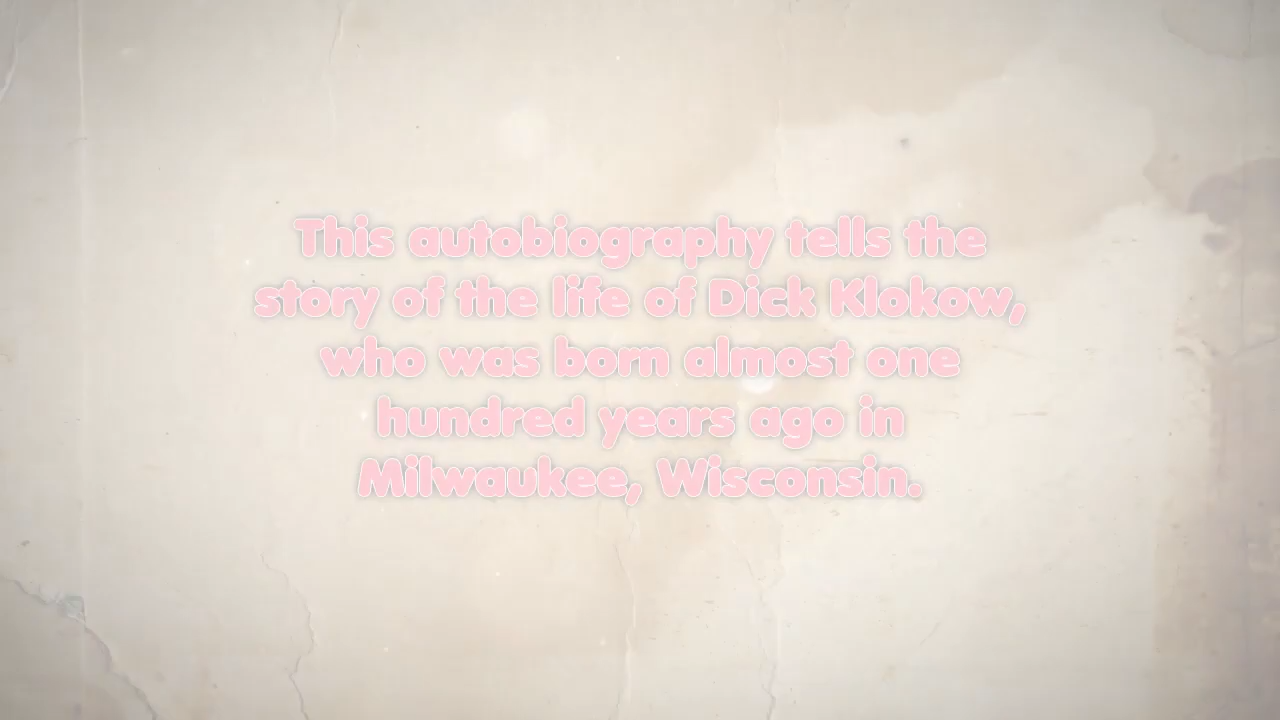 This autobiography tells the
story of the life of Dick Klokow,
who was born almost one
hundred years ago in
Milwaukee, Wisconsin.